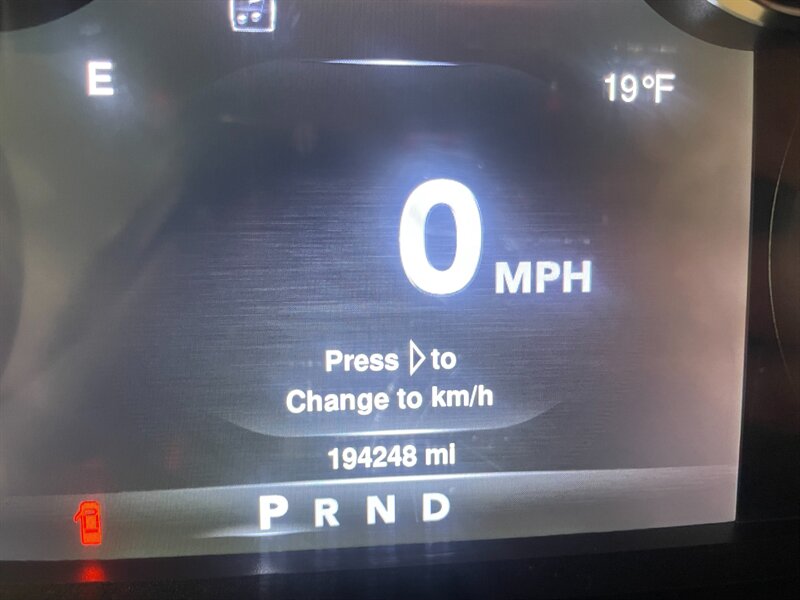 E
19°F
0 MPH
Press ▷ to
Change to km/h
194248 mi
P R N D